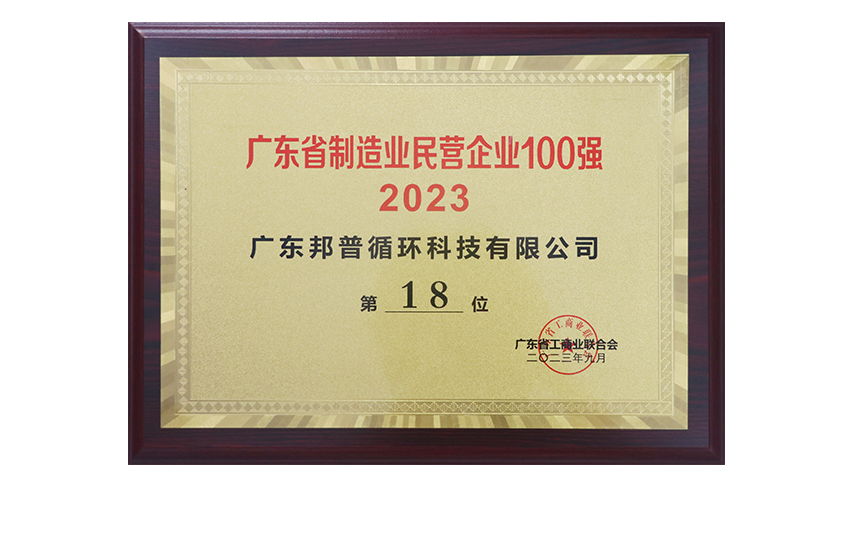 广东省制造业民营企业100强
2023
广东邦普循环科技有限公司
第 18 位
广东省工商业联合会
二〇二三年九月